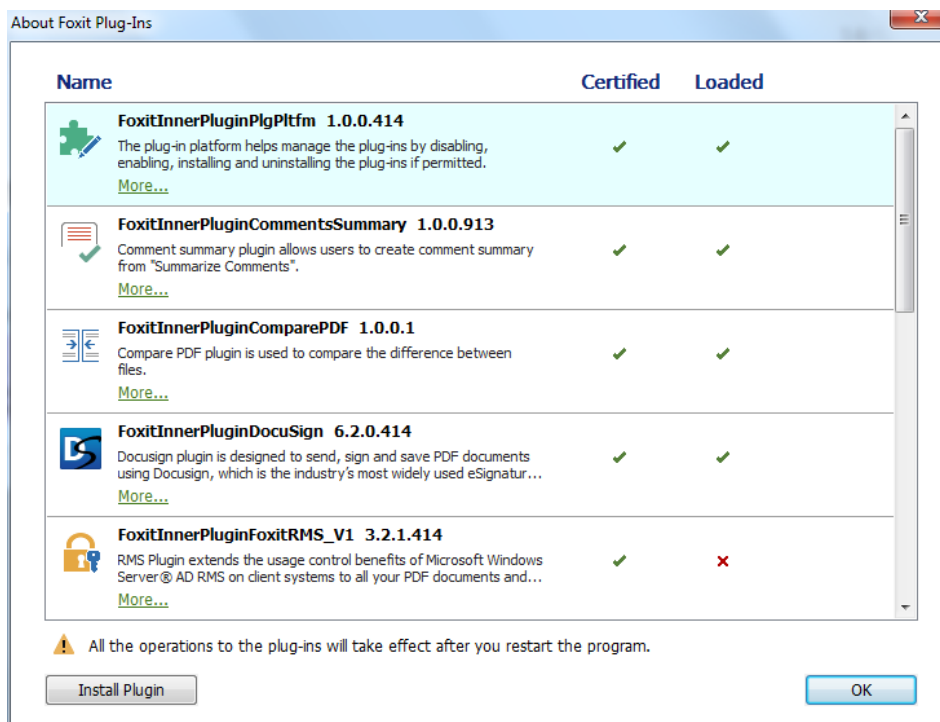 About Foxit Plug-Ins
Name Certified Loaded
FoxitInnerPluginPlgPltfm 1.0.0.414
The plug-in platform helps manage the plug-ins by disabling,
enabling, installing and uninstalling the plug-ins if permitted.
More...
FoxitInnerPluginCommentsSummary 1.0.0.913
Comment summary plugin allows users to create comment summary
from "Summarize Comments".
More...
FoxitInnerPluginComparePDF 1.0.0.1
Compare PDF plugin is used to compare the difference between
files.
More...
DS
FoxitInnerPluginDocuSign 6.2.0.414
Docusign plugin is designed to send, sign and save PDF documents
using Docusign, which is the industry’s most widely used eSignatur...
More...
FoxitInnerPluginFoxitRMS_V1 3.2.1.414
RMS Plugin extends the usage control benefits of Microsoft Windows
Server® AD RMS on client systems to all your PDF documents and...
More...
All the operations to the plug-ins will take effect after you restart the program.
Install Plugin OK